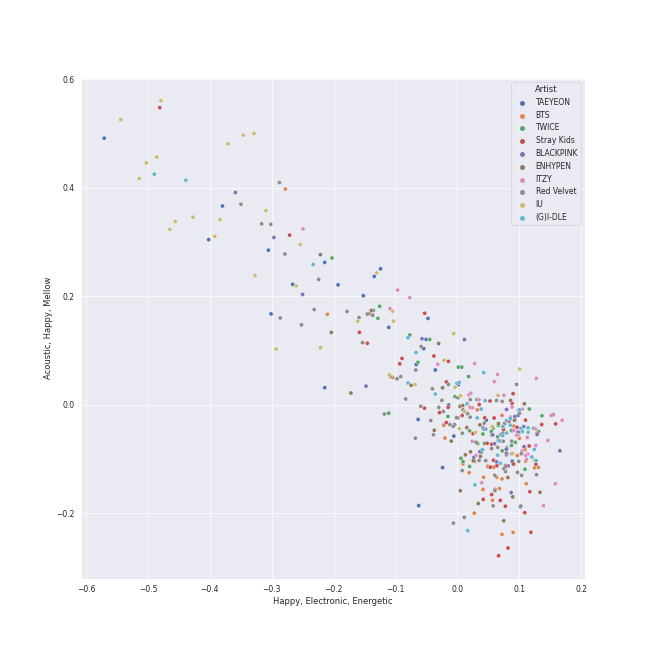 Artist
TAEYEON
BTS
TWICE
Stray Kids
BLACKPINK
ENHYPEN
ITZY
Red Velvet
IU
(G)I-DLE
0.6
0.4
0.2
0.0
−0.2
Acoustic, Happy, Mellow
−0.6 −0.5 −0.4 −0.3 −0.2 −0.1 0.0 0.1 0.2
Happy, Electronic, Energetic